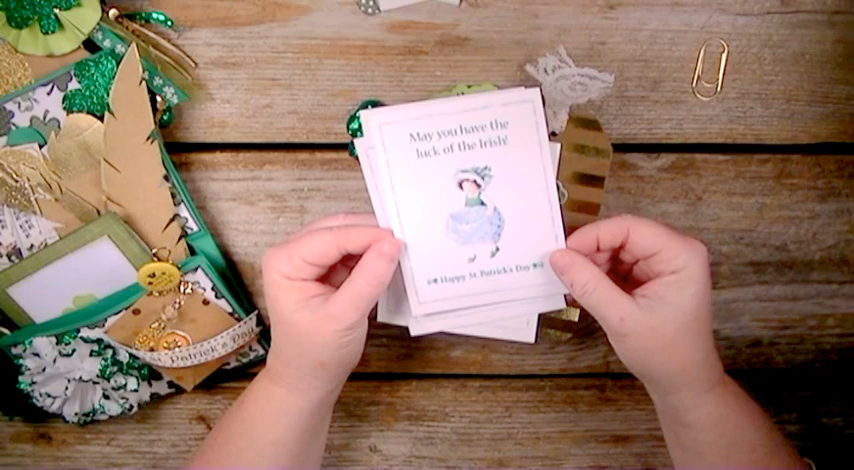 May you have the
luck of the Irish!
Happy St. Patrick's Day
Patrick's Day